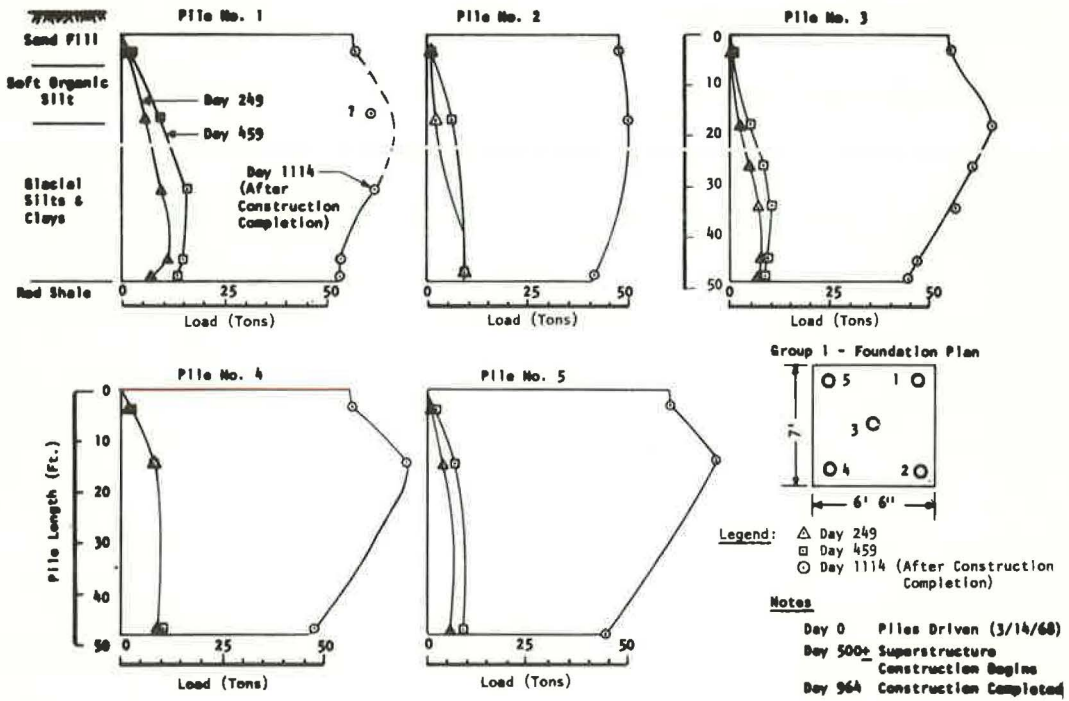 Pile No. 1
Pile No. 2
Pile No. 3
Sand Fill
Soft Organic
Silt
Glacial
Silts &
Clays
Red Shale
Day 249
Day 459
?
Day 1114
(After
Construction
Completion)
0
10
20
30
40
50
0 25 50
Load (Tons)
0 25 50
Load (Tons)
0 25 50
Load (Tons)
Pile No. 4
Pile No. 5
Pile Length (Ft.)
0
10
20
30
40
50
0 25 50
Load (Tons)
0 25 50
Load (Tons)
Group 1 - Foundation Plan
5 1
3
4 2
7'
6' 6"
Legend:
Day 249
Day 459
Day 1114 (After Construction
Completion)
Notes
Day 0 Piles Driven (3/14/68)
Day 500± Superstructure
Construction Begins
Day 964 Construction Completed